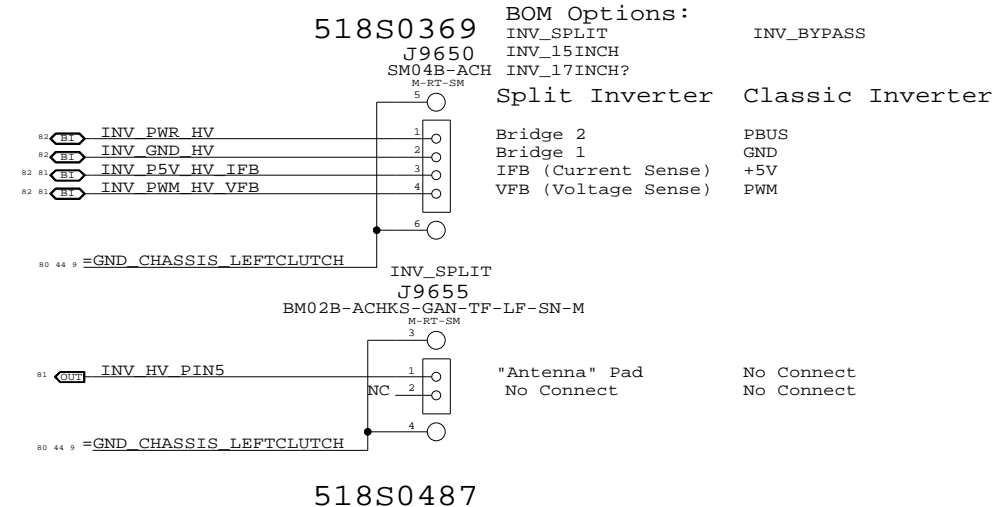 518S0369
BOM Options:
INV_SPLIT INV_BYPASS
J9650
INV_15INCH
SM04B-ACH
INV_17INCH?
M-RT-SM
5
Split Inverter Classic Inverter
82 BI INV_PWR_HV 1 Bridge 2 PBUS
82 BI INV_GND_HV 2 Bridge 1 GND
82 81 BI INV_P5V_HV_IFB 3 IFB (Current Sense) +5V
82 81 BI INV_PWM_HV_VFB 4 VFB (Voltage Sense) PWM
6
80 44 9 =GND_CHASSIS_LEFTCLUTCH
INV_SPLIT
J9655
BM02B-ACHKS-GAN-TF-LF-SN-M
M-RT-SM
3
81 OUT INV_HV_PIN5 1 "Antenna" Pad No Connect
NC 2 No Connect No Connect
4
80 44 9 =GND_CHASSIS_LEFTCLUTCH
518S0487